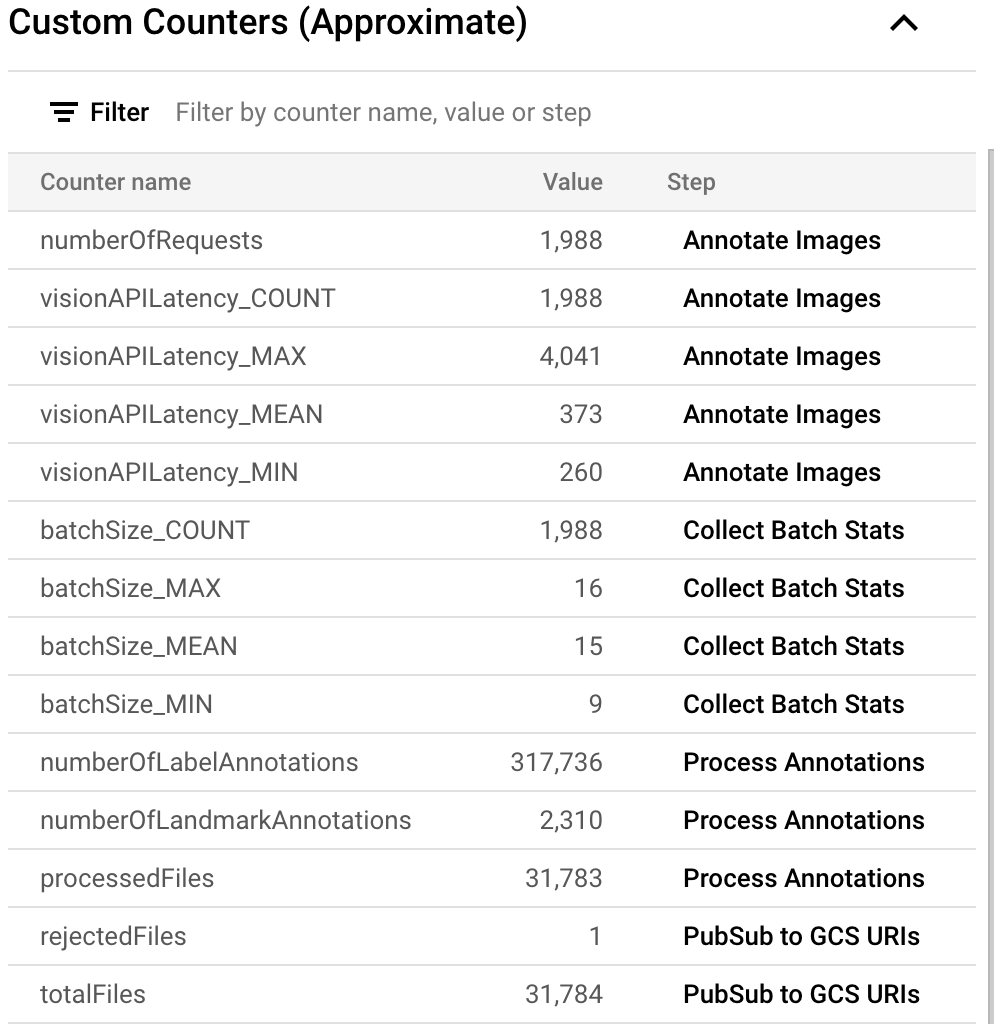 Custom Counters (Approximate)
Filter Filter by counter name, value or step
Counter name Value Step
numberOfRequests 1,988 Annotate Images
visionAPILatency_COUNT 1,988 Annotate Images
visionAPILatency_MAX 4,041 Annotate Images
visionAPILatency_MEAN 373 Annotate Images
visionAPILatency_MIN 260 Annotate Images
batchSize_COUNT 1,988 Collect Batch Stats
batchSize_MAX 16 Collect Batch Stats
batchSize_MEAN 15 Collect Batch Stats
batchSize_MIN 9 Collect Batch Stats
numberOfLabelAnnotations 317,736 Process Annotations
numberOfLandmarkAnnotations 2,310 Process Annotations
processedFiles 31,783 Process Annotations
rejectedFiles 1 PubSub to GCS URIs
totalFiles 31,784 PubSub to GCS URIs